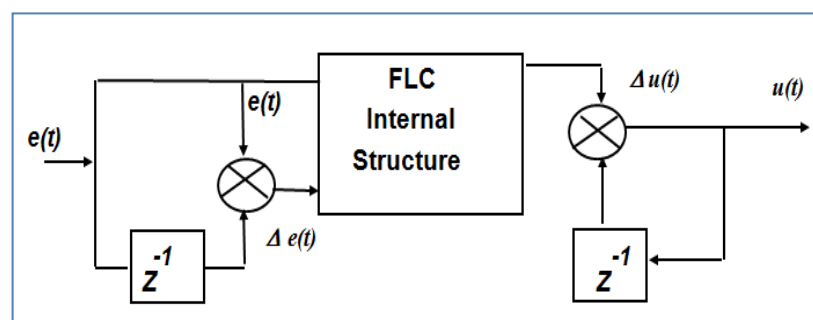 e(t)
e(t)
Δ e(t)
z⁻¹
FLC
Internal
Structure
Δu(t)
u(t)
z⁻¹